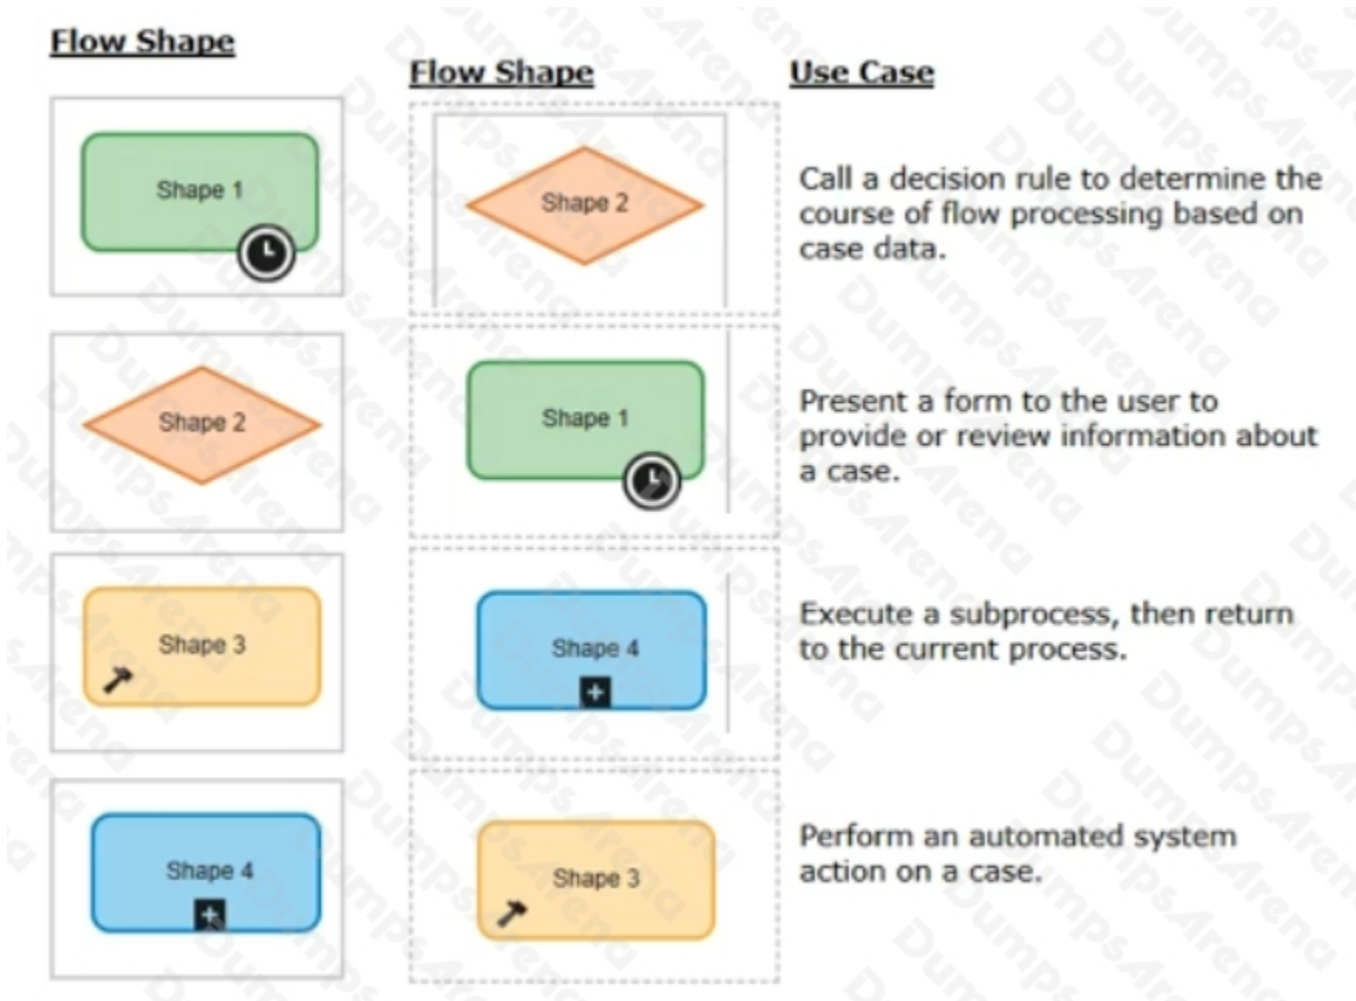 Flow Shape
Flow Shape
Use Case
Shape 1
Shape 2
Call a decision rule to determine the
course of flow processing based on
case data.
Shape 2
Shape 1
Present a form to the user to
provide or review information about
a case.
Shape 3
Shape 4
Execute a subprocess, then return
to the current process.
Shape 4
Shape 3
Perform an automated system
action on a case.
DumpsArena